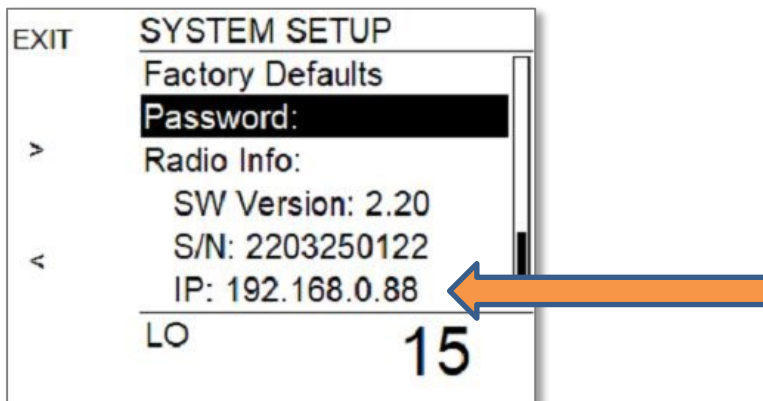 EXIT
SYSTEM SETUP
Factory Defaults
Password:
>
Radio Info:
SW Version: 2.20
S/N: 2203250122
<
IP: 192.168.0.88
LO
15